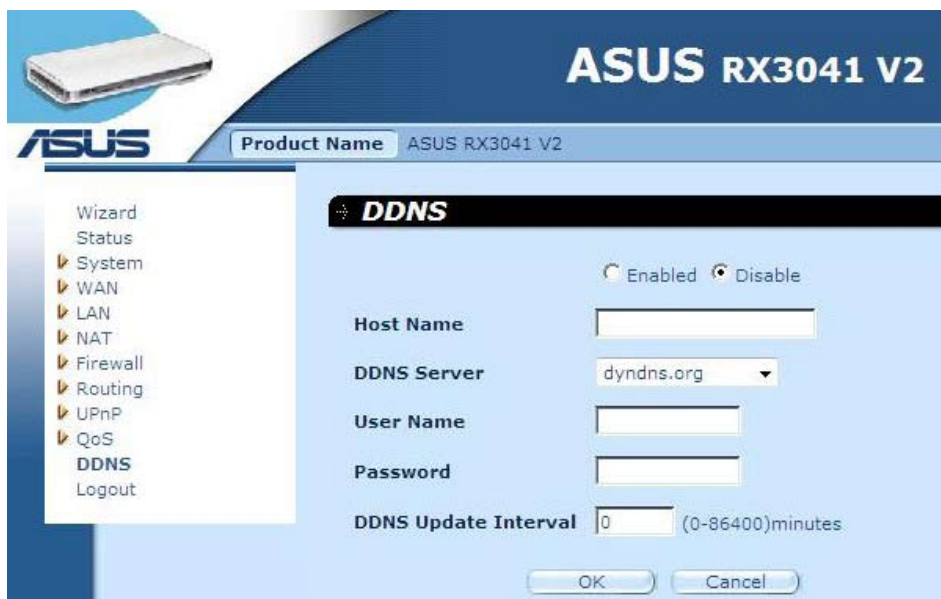 ASUS RX3041 V2
ASUS
Product Name ASUS RX3041 V2
Wizard
Status
System
WAN
LAN
NAT
Firewall
Routing
UPnP
QoS
DDNS
Logout
DDNS
Enabled Disable
Host Name
DDNS Server dyndns.org
User Name
Password
DDNS Update Interval 0 (0-86400)minutes
OK Cancel